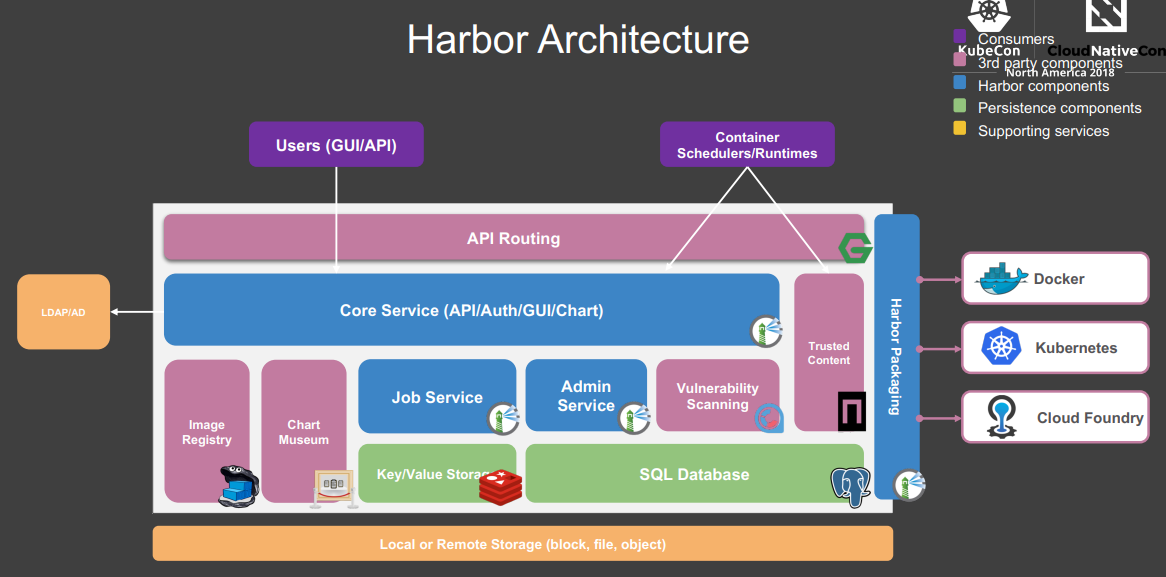 Harbor Architecture
Consumers
KubeCon
CloudNativeCon
3rd party components
North America 2018
Harbor components
Persistence components
Supporting services
Users (GUI/API)
Container
Schedulers/Runtimes
API Routing
LDAP/AD
Core Service (API/Auth/GUI/Chart)
Trusted
Content
Harbor Packaging
Docker
Kubernetes
Cloud Foundry
Image
Registry
Chart
Museum
Job Service
Admin
Service
Vulnerability
Scanning
Key/Value Storag
SQL Database
Local or Remote Storage (block, file, object)